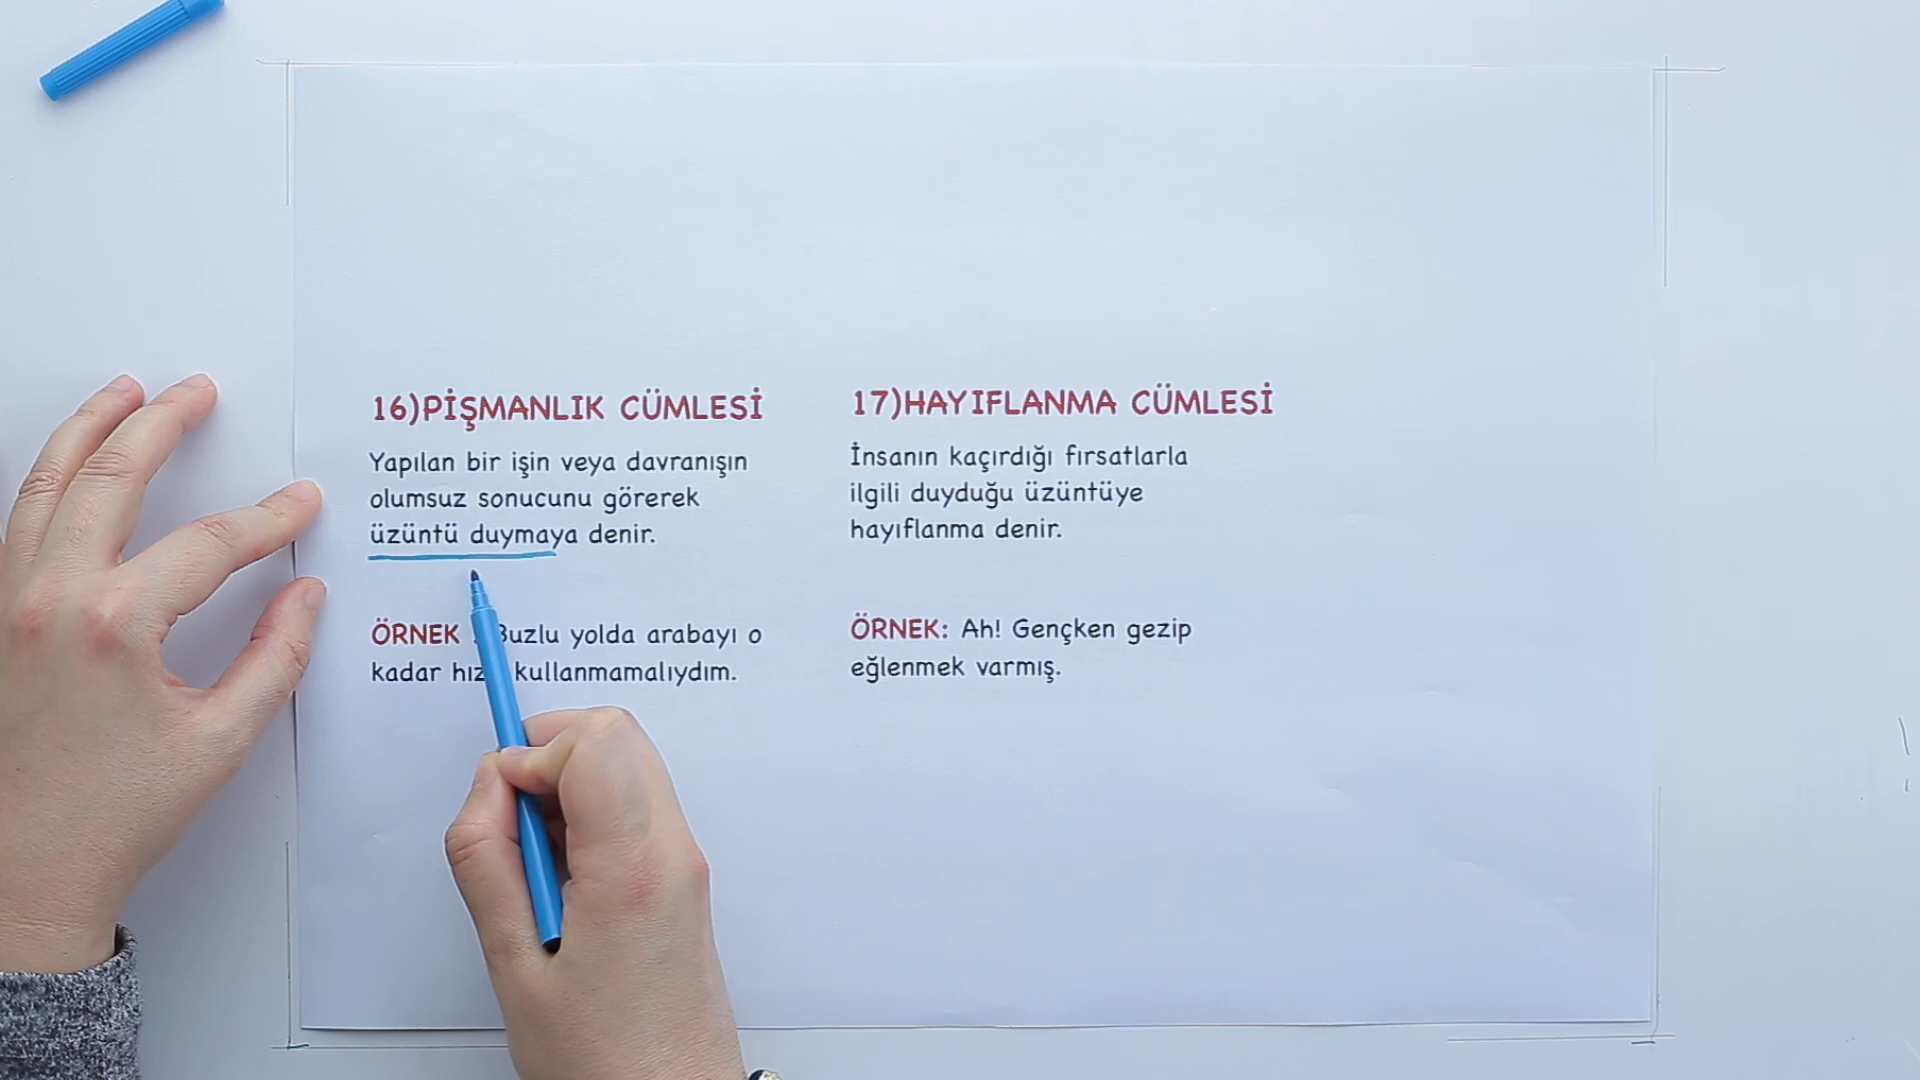 16)PİŞMANLIK CÜMLESİ
Yapılan bir işin veya davranışın
olumsuz sonucunu görerek
üzüntü duymaya denir.
ÖRNEK : Buzlu yolda arabayı o
kadar kullanmamalıydım.
17)HAYIFLANMA CÜMLESİ
İnsanın kaçırdığı fırsatlarla
ilgili duyduğu üzüntüye
hayıflanma denir.
ÖRNEK: Ah! Gençken gezip
eğlenmek varmış.